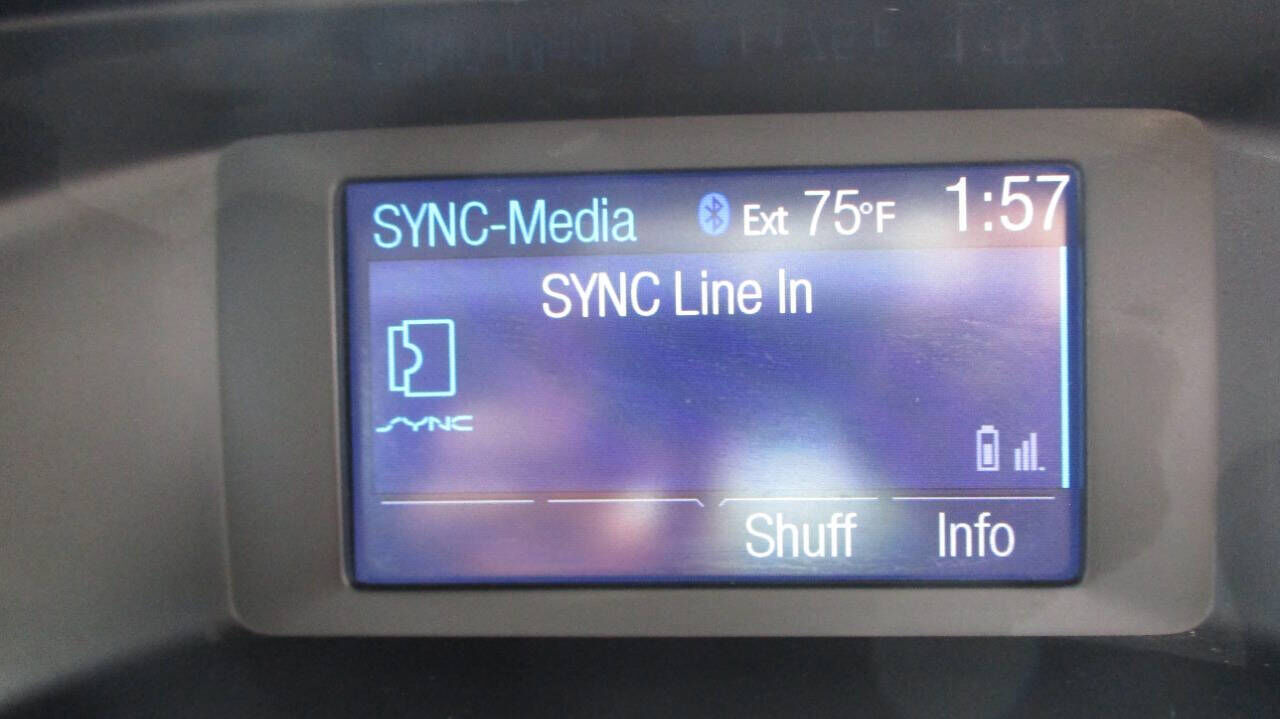 SYNC-Media Ext 75°F 1:57
SYNC Line In
SYNC
Shuff Info